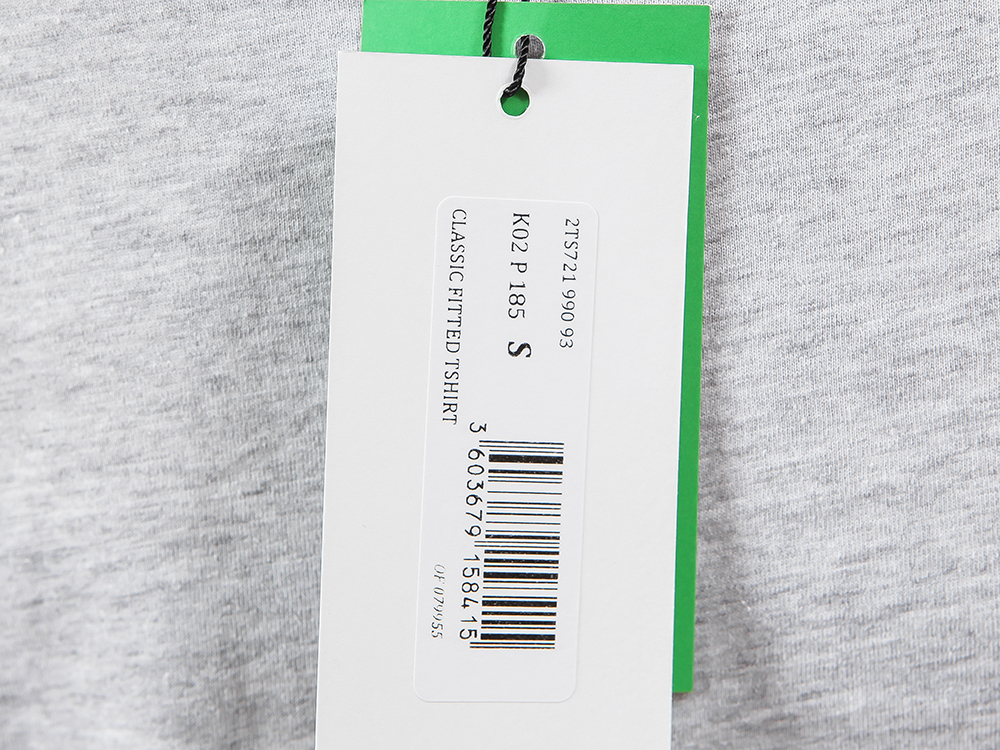 2TS721 990 93
K02 P 185 S
CLASSIC FITTED TSHIRT
3 603679 158415
OF 079955